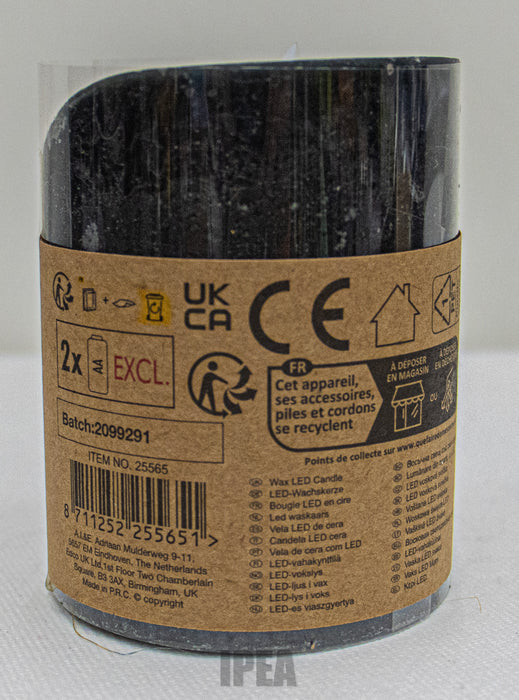 UK
CA
CE
2x AA EXCL.
Batch:2099291
ITEM NO. 25565
8 711252 255651 >
A.I.&E. Adriaan Mulderweg 9-11,
5657 EM Eindhoven, The Netherlands
Edco UK Ltd,1st Floor Two Chamberlain
Square, B3 3AX, Birmingham, UK
Made in P.R.C. © copyright
FR
Cet appareil,
ses accessoires,
piles et cordons
se recyclent
À DÉPOSER
EN MAGASIN
OU
À DÉPOSER
Points de collecte sur www.quefairedemes
Wax LED Candle
LED-Wachskerze
Bougie LED en cire
Led waskaars
Vela LED de cera
Candela LED cera
Vela de cera com LED
LED-vahakynttilä
LED-vokslys
LED-ljus i vax
LED-lys i voks
LED-es viaszgyertya
IPEA